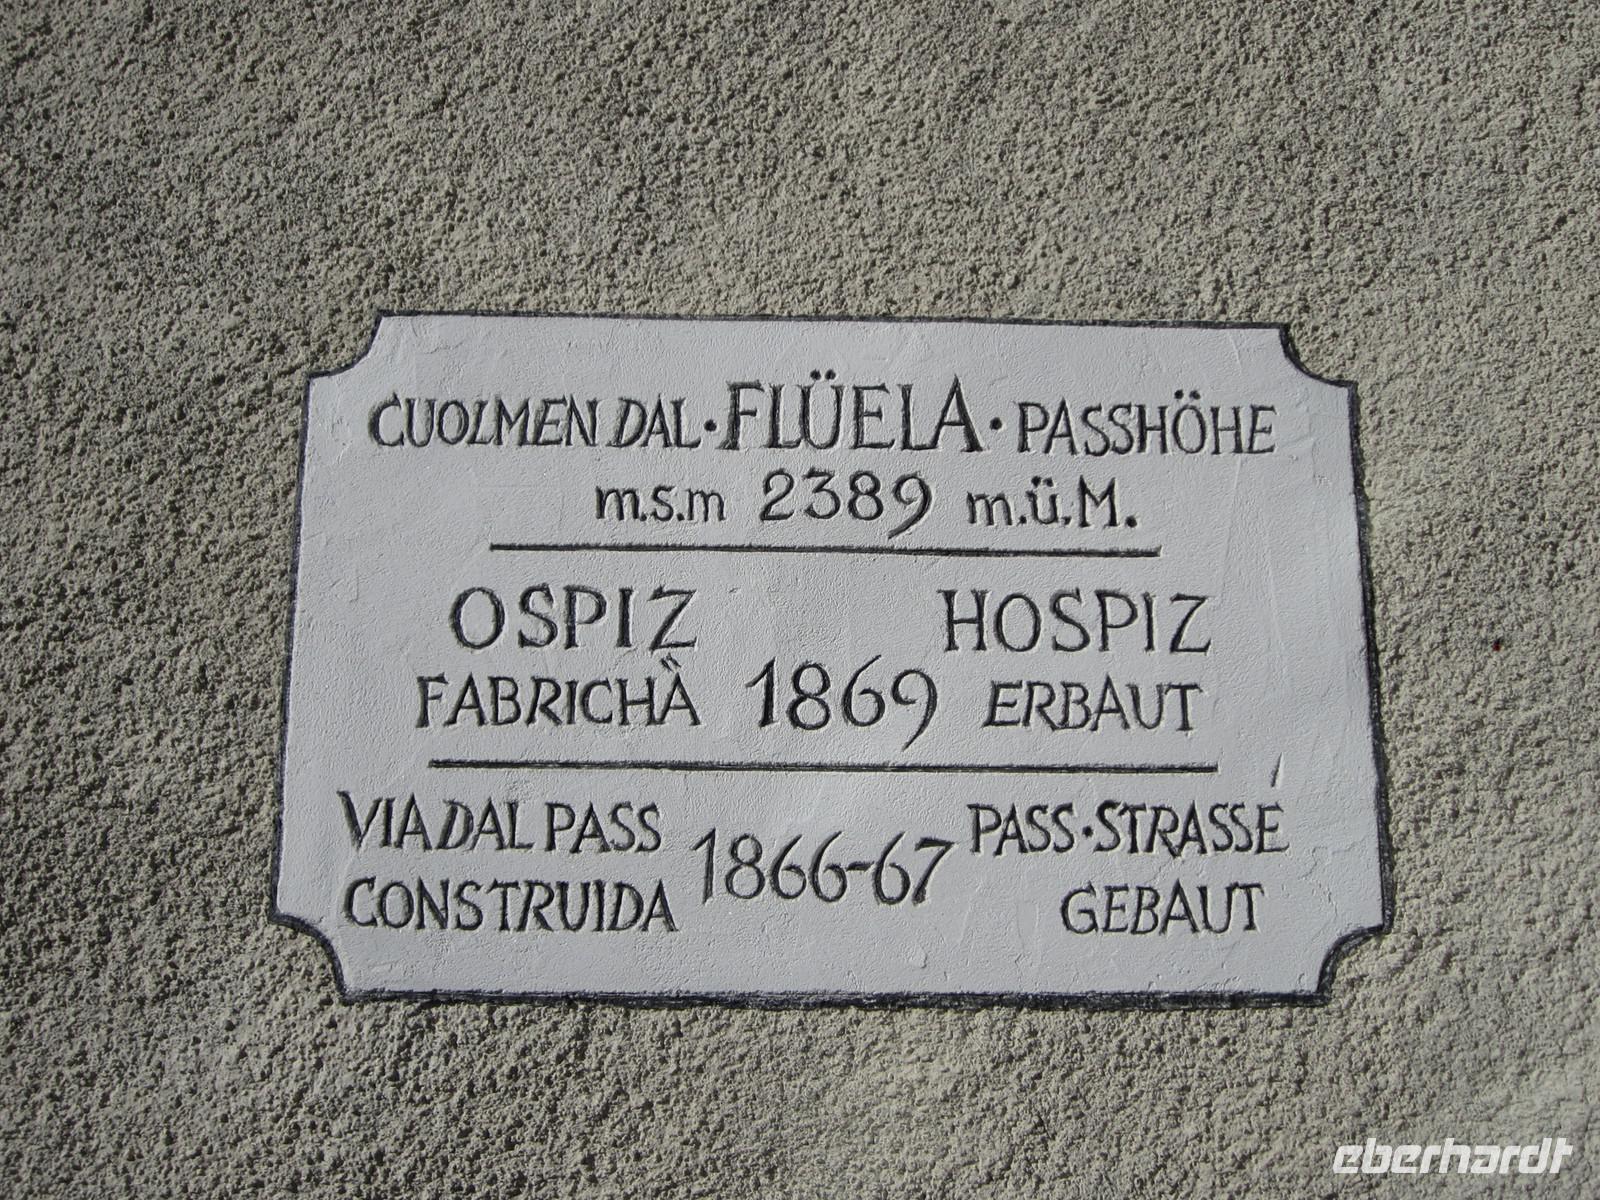 CUOLMEN DAL · FLÜELA · PASSHÖHE
m.s.m 2389 m.ü.M.
OSPIZ HOSPIZ
FABRICHÀ 1869 ERBAUT
VIA DAL PASS 1866-67 PASS·STRASSE
CONSTRUIDA GEBAUT
eberhardt